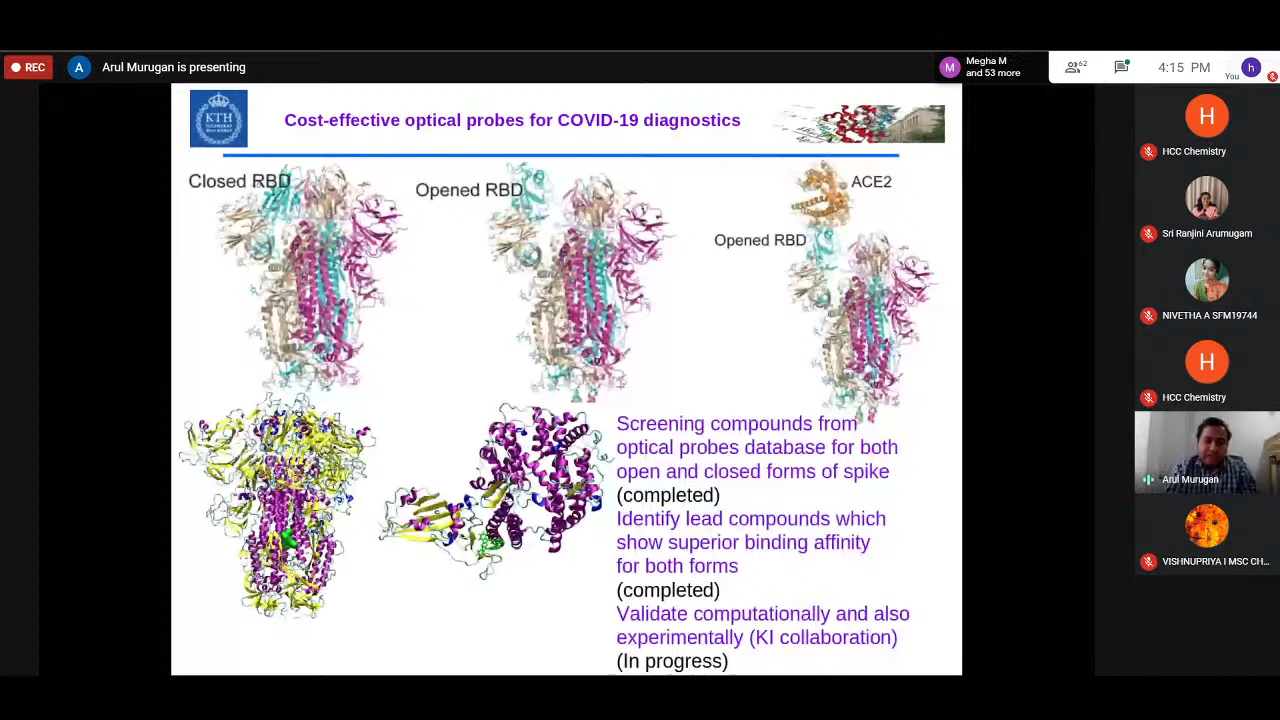 REC
A
Arul Murugan is presenting
M
Megha M
and 53 more
62
4:15 PM
You
h
KTH
Cost-effective optical probes for COVID-19 diagnostics
Closed RBD
Opened RBD
ACE2
Opened RBD
Screening compounds from
optical probes database for both
open and closed forms of spike
(completed)
Identify lead compounds which
show superior binding affinity
for both forms
(completed)
Validate computationally and also
experimentally (KI collaboration)
(In progress)
H
HCC Chemistry
Sri Ranjini Arumugam
NIVETHA A SFM19744
H
HCC Chemistry
Arul Murugan
VISHNUPRIYA I MSC CH...